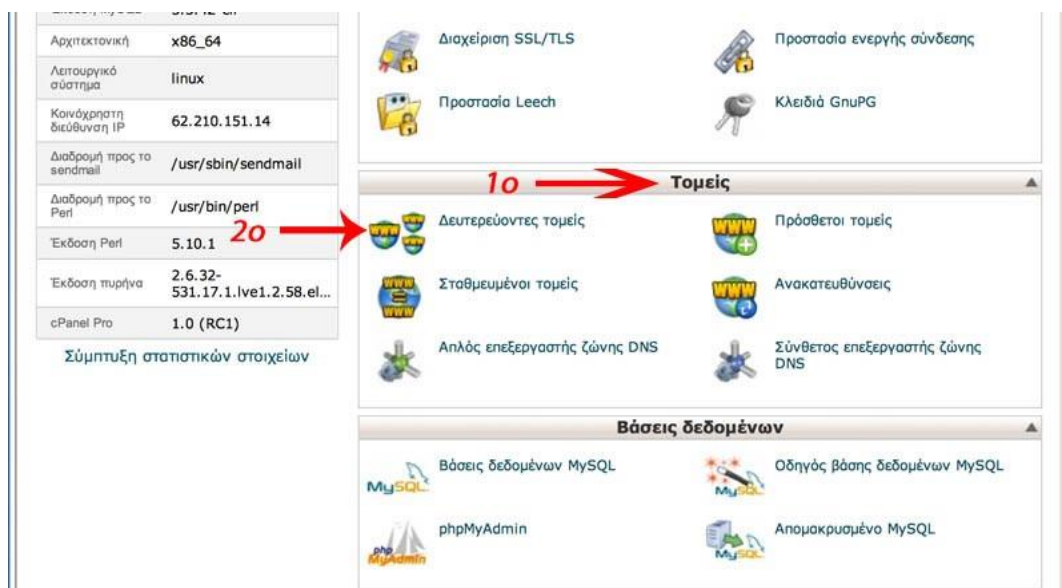 Αρχιτεκτονική x86_64
Λειτουργικό
σύστημα
linux
Κοινόχρηστη
διεύθυνση IP
62.210.151.14
Διαδρομή προς το
sendmail
/usr/sbin/sendmail
Διαδρομή προς το
Perl
/usr/bin/perl
Έκδοση Perl 5.10.1
Έκδοση πυρήνα
2.6.32-
531.17.1.lve1.2.58.el...
cPanel Pro 1.0 (RC1)
Σύμπτυξη στατιστικών στοιχείων
Διαχείριση SSL/TLS
Προστασία ενεργής σύνδεσης
Προστασία Leech
Κλειδιά GnuPG
1ο
Τομείς
2ο
Δευτερεύοντες τομείς
Πρόσθετοι τομείς
Σταθμευμένοι τομείς
Ανακατευθύνσεις
Απλός επεξεργαστής ζώνης DNS
Σύνθετος επεξεργαστής ζώνης
DNS
Βάσεις δεδομένων
Βάσεις δεδομένων MySQL
Οδηγός βάσης δεδομένων MySQL
phpMyAdmin
Απομακρυσμένο MySQL